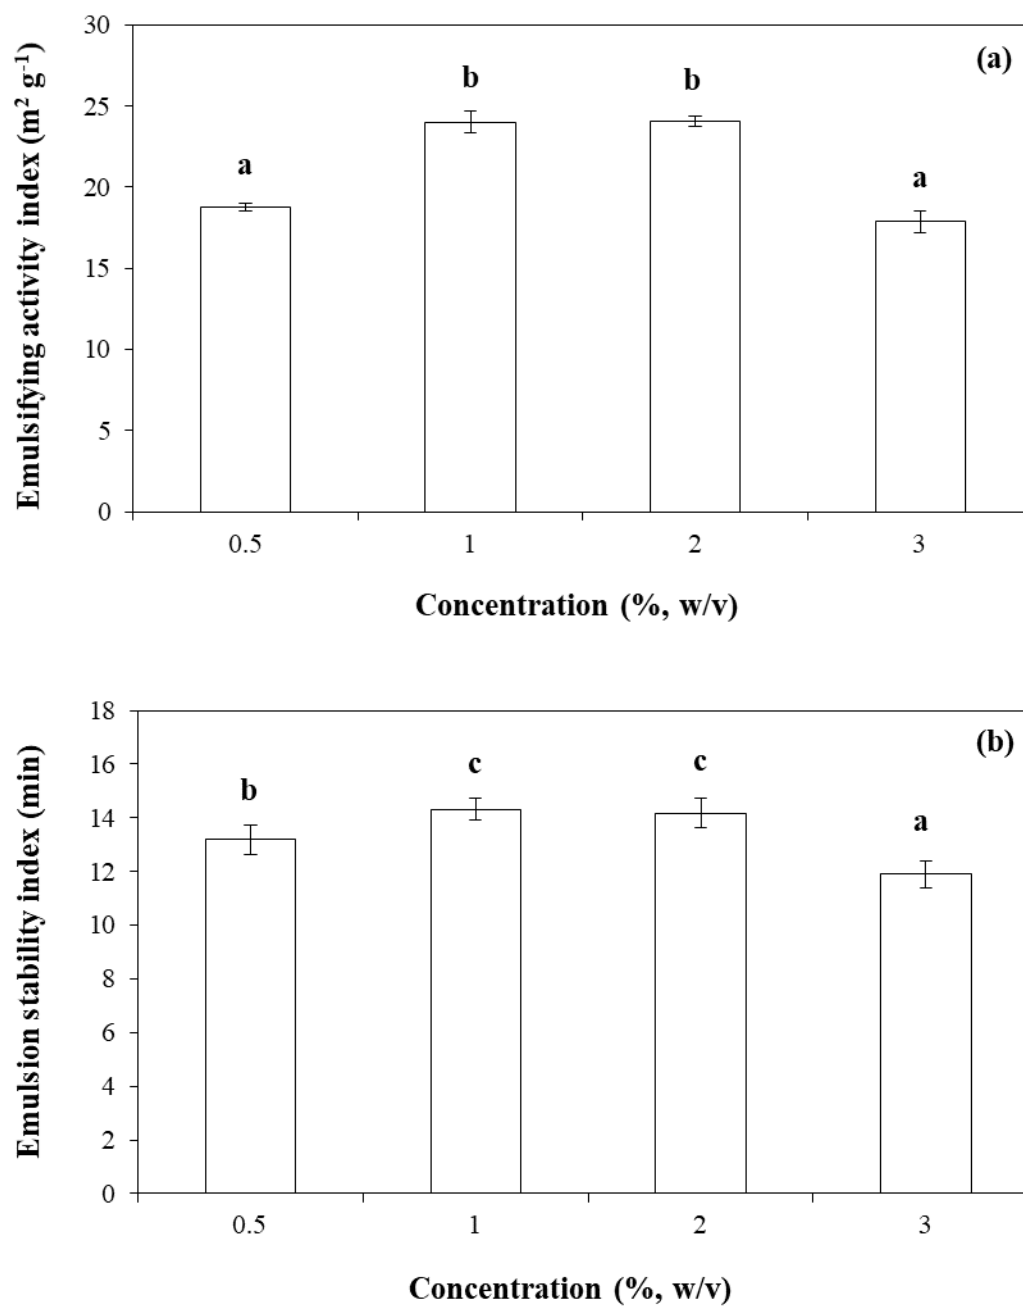 Emulsifying activity index (m² g⁻¹)
30
25
20
15
10
5
0
(a)
a
b
b
a
0.5 1 2 3
Concentration (%, w/v)
Emulsion stability index (min)
18
16
14
12
10
8
6
4
2
0
(b)
b
c
c
a
0.5 1 2 3
Concentration (%, w/v)